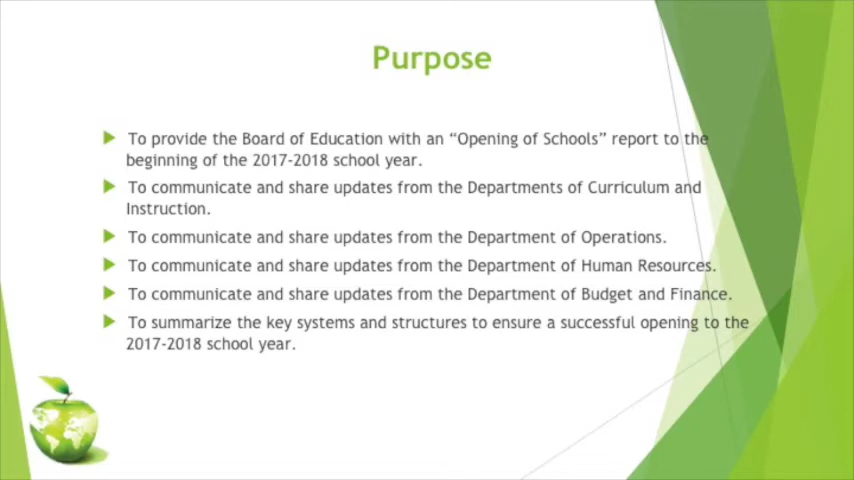 Purpose
To provide the Board of Education with an “Opening of Schools” report to the
beginning of the 2017-2018 school year.
To communicate and share updates from the Departments of Curriculum and
Instruction.
To communicate and share updates from the Department of Operations.
To communicate and share updates from the Department of Human Resources.
To communicate and share updates from the Department of Budget and Finance.
To summarize the key systems and structures to ensure a successful opening to the
2017-2018 school year.